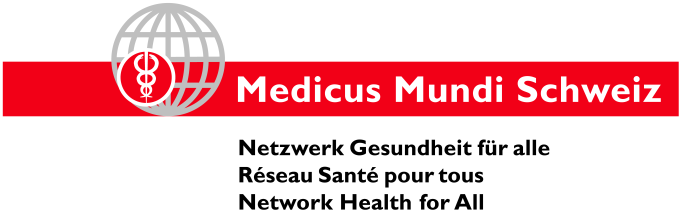 Medicus Mundi Schweiz
Netzwerk Gesundheit für alle
Réseau Santé pour tous
Network Health for All